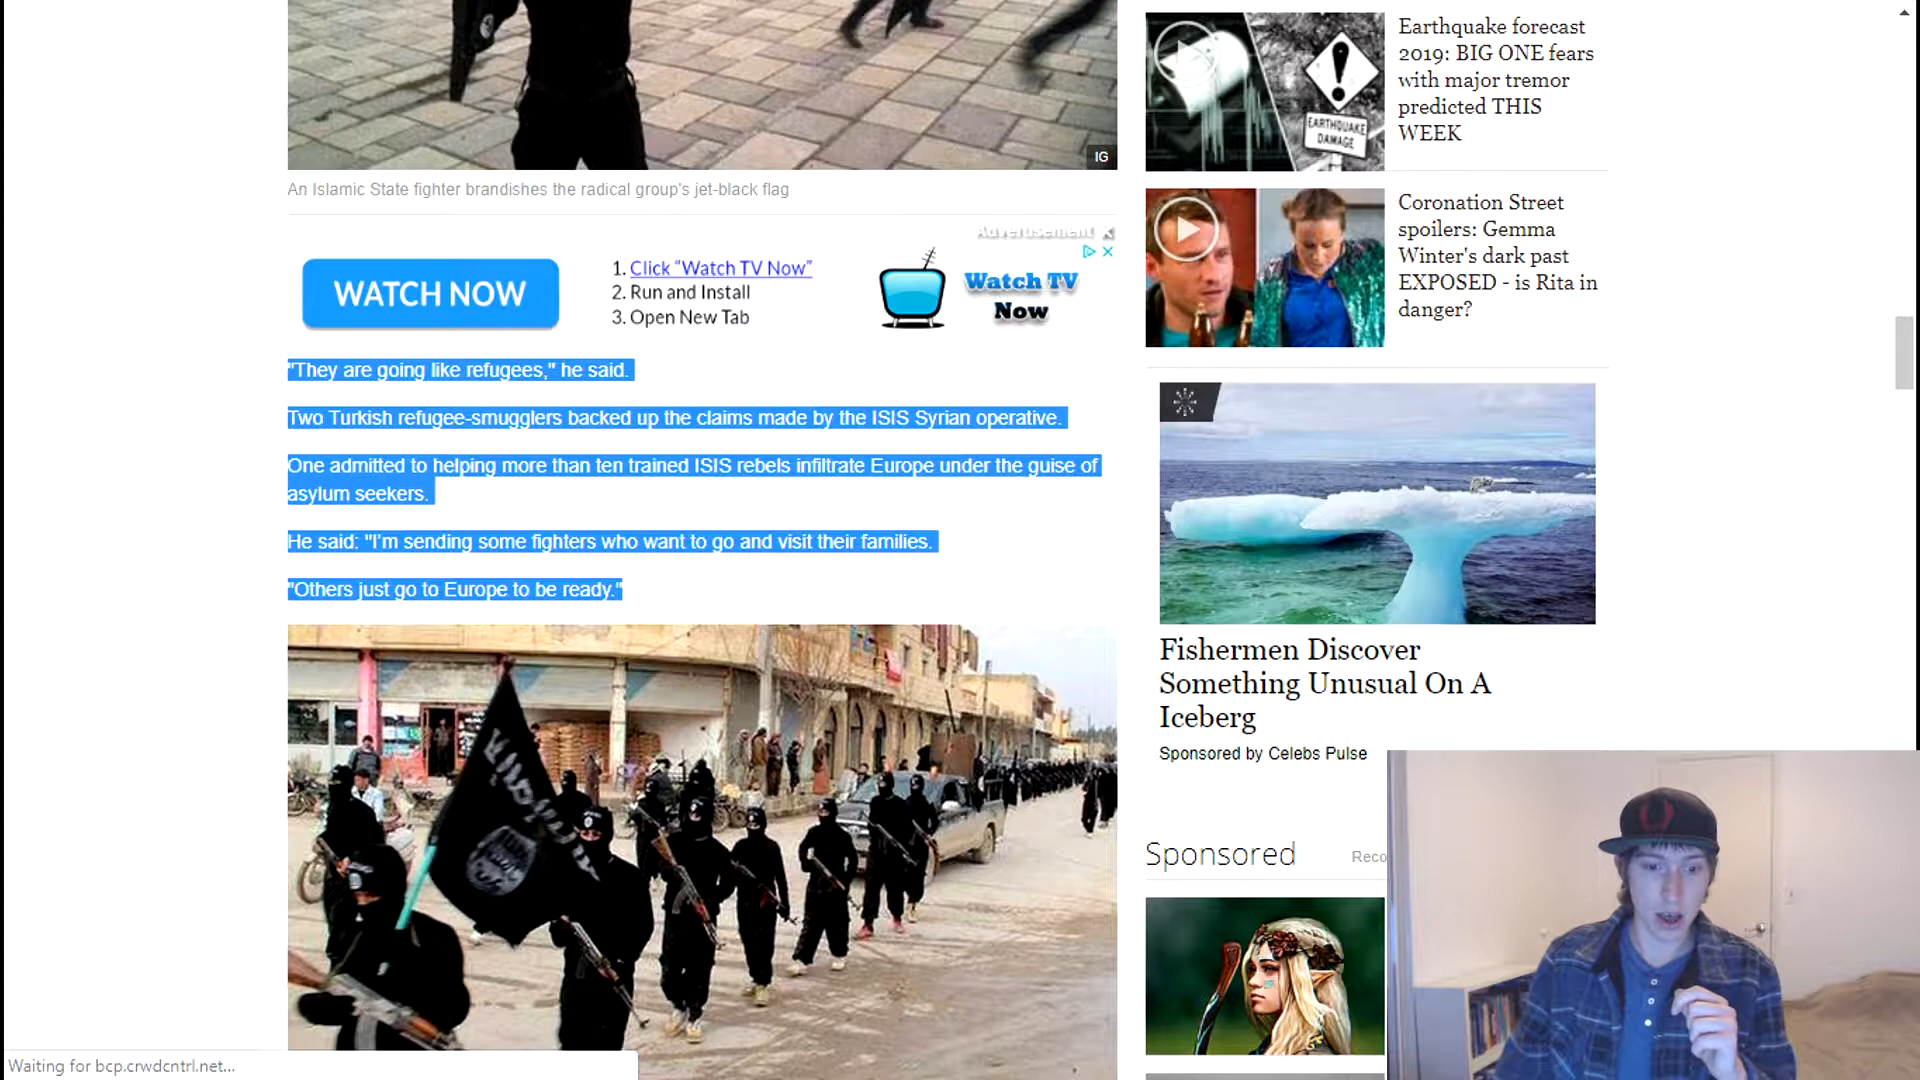 IG
An Islamic State fighter brandishes the radical group's jet-black flag
Advertisement
WATCH NOW
1. Click “Watch TV Now”
2. Run and Install
3. Open New Tab
Watch TV
Now
"They are going like refugees," he said.
Two Turkish refugee-smugglers backed up the claims made by the ISIS Syrian operative.
One admitted to helping more than ten trained ISIS rebels infiltrate Europe under the guise of
asylum seekers.
He said: "I'm sending some fighters who want to go and visit their families.
"Others just go to Europe to be ready."
Earthquake forecast
2019: BIG ONE fears
with major tremor
predicted THIS
WEEK
EARTHQUAKE
DAMAGE
Coronation Street
spoilers: Gemma
Winter's dark past
EXPOSED - is Rita in
danger?
Fishermen Discover
Something Unusual On A
Iceberg
Sponsored by Celebs Pulse
Sponsored
Reco
Waiting for bcp.crwdcntrl.net...